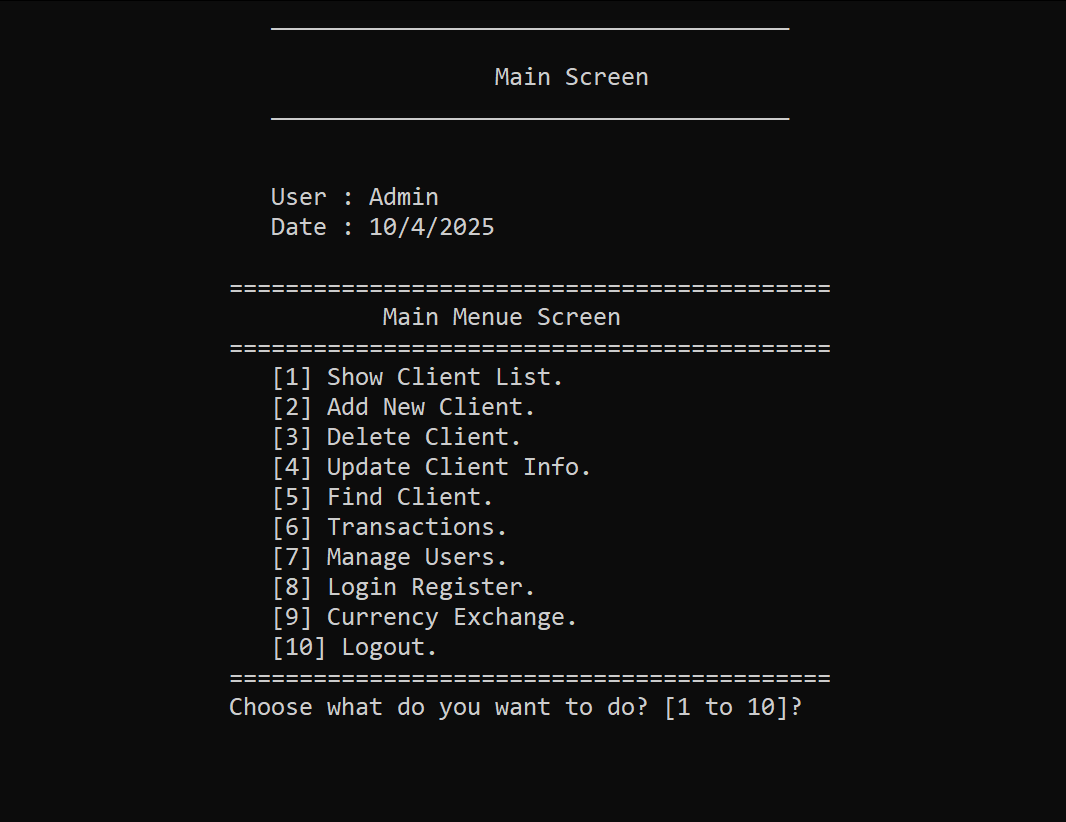 Main Screen
User : Admin
Date : 10/4/2025
===========================================
Main Menue Screen
===========================================
[1] Show Client List.
[2] Add New Client.
[3] Delete Client.
[4] Update Client Info.
[5] Find Client.
[6] Transactions.
[7] Manage Users.
[8] Login Register.
[9] Currency Exchange.
[10] Logout.
===========================================
Choose what do you want to do? [1 to 10]?